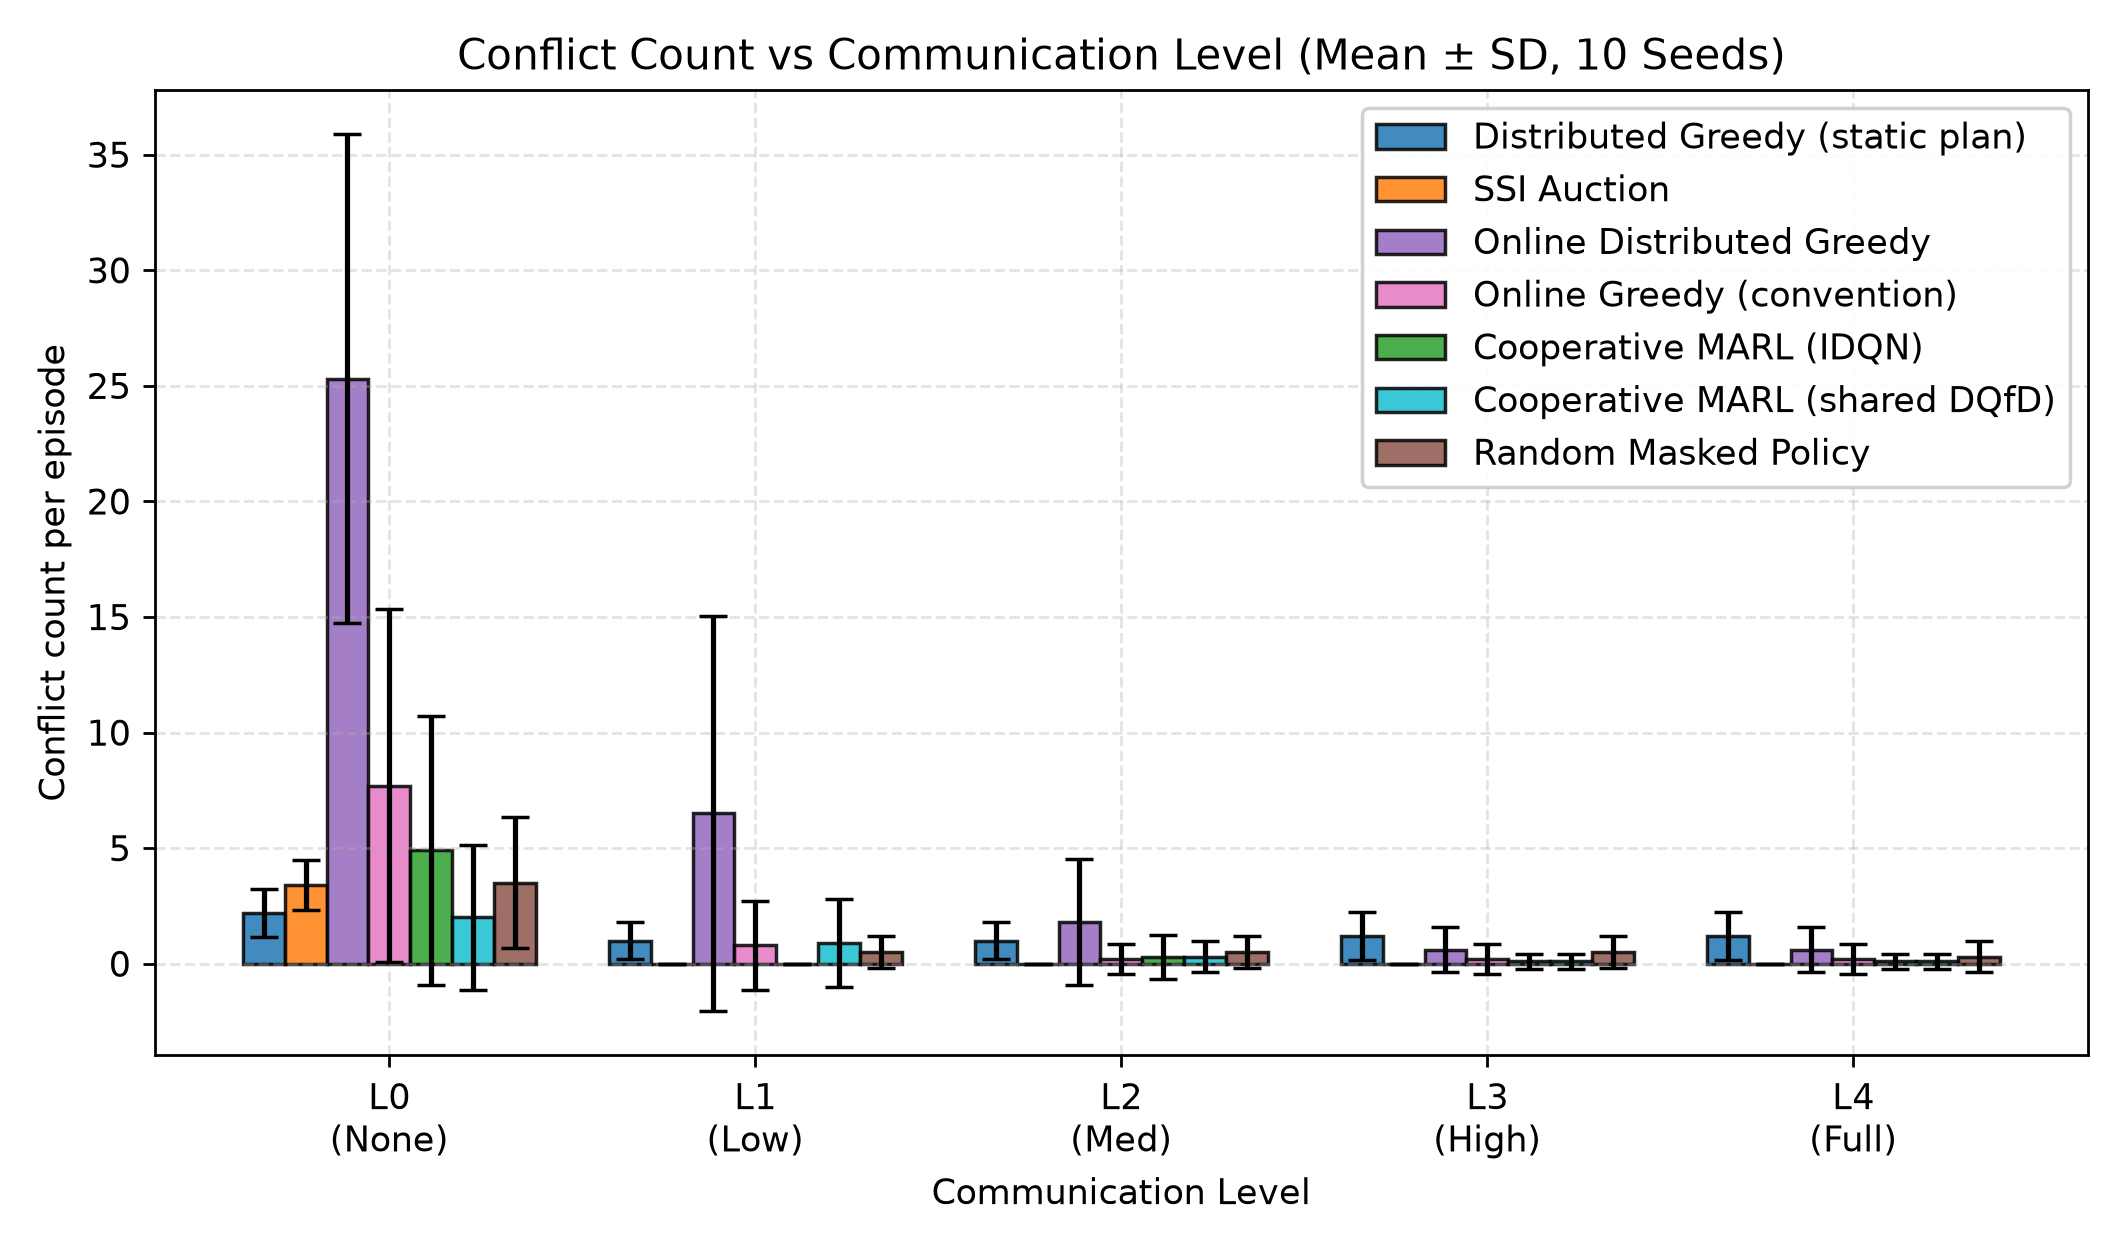 Conflict Count vs Communication Level (Mean ± SD, 10 Seeds)
Distributed Greedy (static plan)
SSI Auction
Online Distributed Greedy
Online Greedy (convention)
Cooperative MARL (IDQN)
Cooperative MARL (shared DQfD)
Random Masked Policy
Conflict count per episode
35
30
25
20
15
10
5
0
L0
(None)
L1
(Low)
L2
(Med)
L3
(High)
L4
(Full)
Communication Level